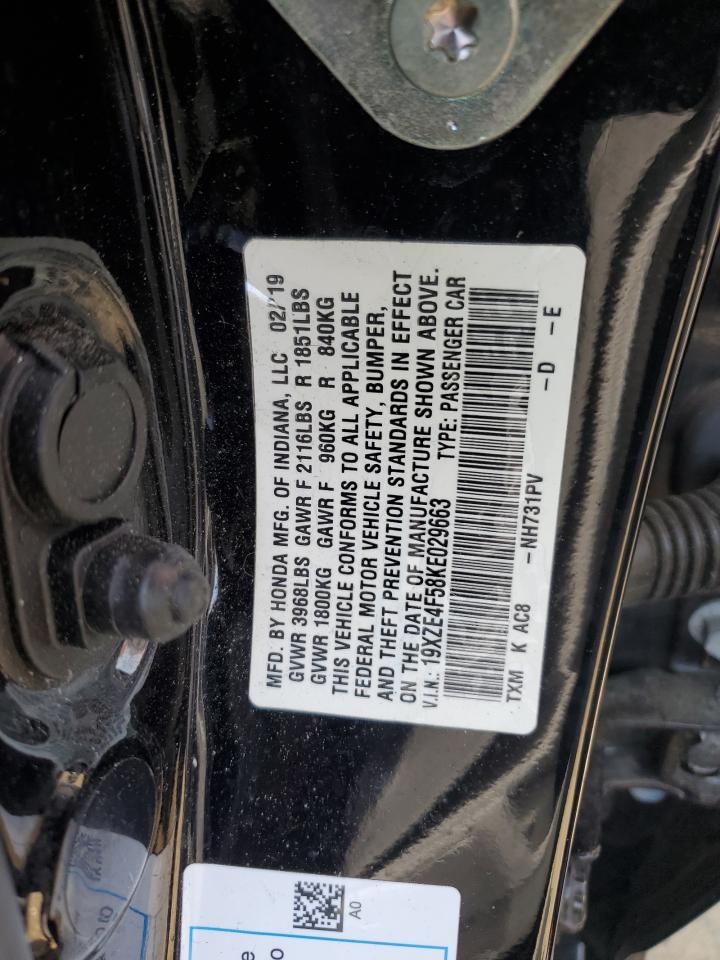 MFD. BY HONDA MFG. OF INDIANA, LLC 02/19
GVWR 3968LBS GAWR F 2116LBS R 1851LBS
GVWR 1800KG GAWR F 960KG R 840KG
THIS VEHICLE CONFORMS TO ALL APPLICABLE
FEDERAL MOTOR VEHICLE SAFETY, BUMPER,
AND THEFT PREVENTION STANDARDS IN EFFECT
ON THE DATE OF MANUFACTURE SHOWN ABOVE.
V.I.N.: 19XZE4F58KE029663 TYPE: PASSENGER CAR
TXM K AC8 -NH731PV -D -E
A0